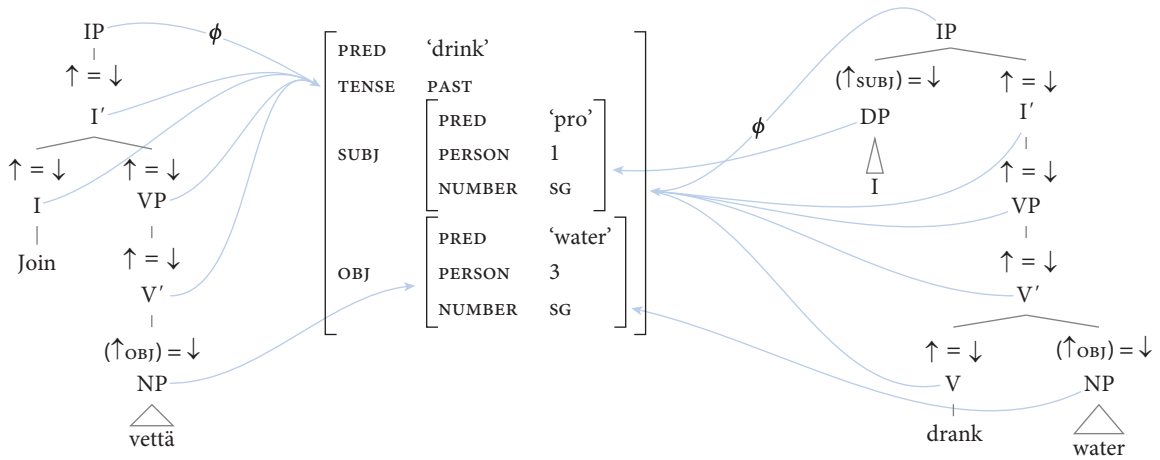 IP
ϕ
↑ = ↓
I′
↑ = ↓ ↑ = ↓
I VP
Join
↑ = ↓
V′
(↑OBJ) = ↓
NP
vettä
PRED ‘drink’
TENSE PAST
SUBJ
PRED ‘pro’
PERSON 1
NUMBER SG
OBJ
PRED ‘water’
PERSON 3
NUMBER SG
ϕ
IP
(↑SUBJ) = ↓ ↑ = ↓
DP I′
I
↑ = ↓
VP
↑ = ↓
V′
↑ = ↓ (↑OBJ) = ↓
V NP
drank water